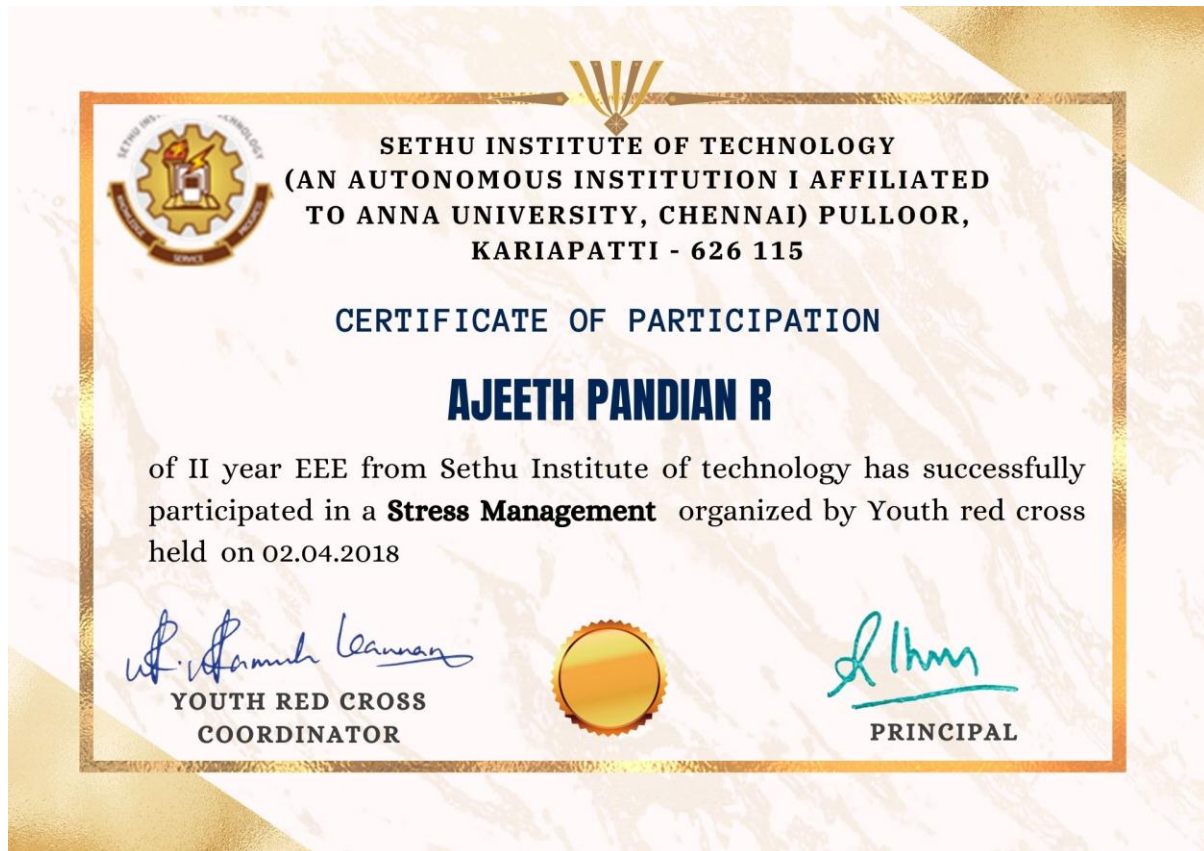 SETHU INSTITUTE OF TECHNOLOGY
(AN AUTONOMOUS INSTITUTION I AFFILIATED
TO ANNA UNIVERSITY, CHENNAI) PULLOOR,
KARIAPATTI - 626 115
SERVICE
CERTIFICATE OF PARTICIPATION
AJEETH PANDIAN R
of II year EEE from Sethu Institute of technology has successfully
participated in a Stress Management organized by Youth red cross
held on 02.04.2018
YOUTH RED CROSS
COORDINATOR
PRINCIPAL